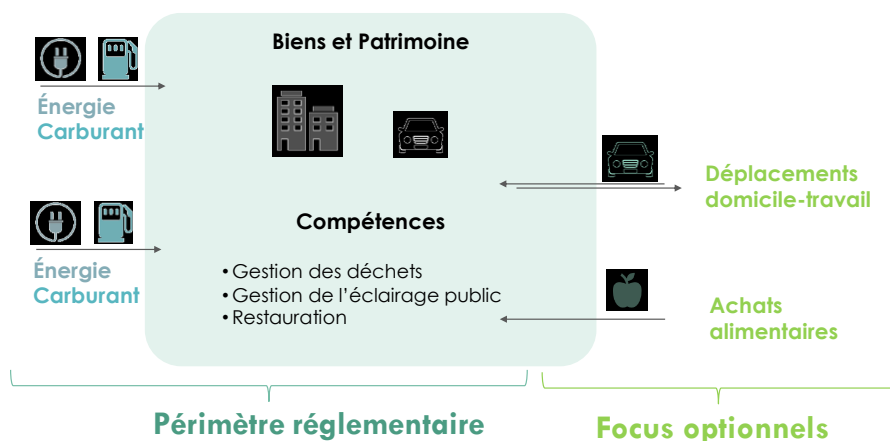 Biens et Patrimoine
Énergie
Carburant
Déplacements
domicile-travail
Compétences
Énergie
Carburant
• Gestion des déchets
• Gestion de l'éclairage public
• Restauration
Achats
alimentaires
Périmètre réglementaire
Focus optionnels